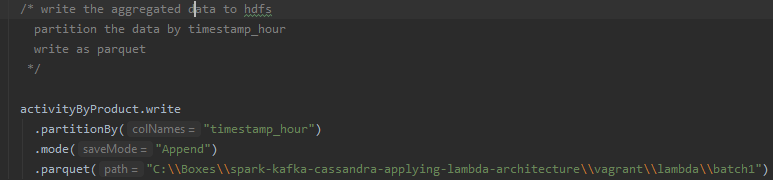 /* write the aggregated data to hdfs
partition the data by timestamp_hour
write as parquet
*/
activityByProduct.write
.partitionBy( colNames = "timestamp_hour")
.mode( saveMode = "Append")
.parquet( path = "C:\\Boxes\\spark-kafka-cassandra-applying-lambda-architecture\\vagrant\\lambda\\batch1")